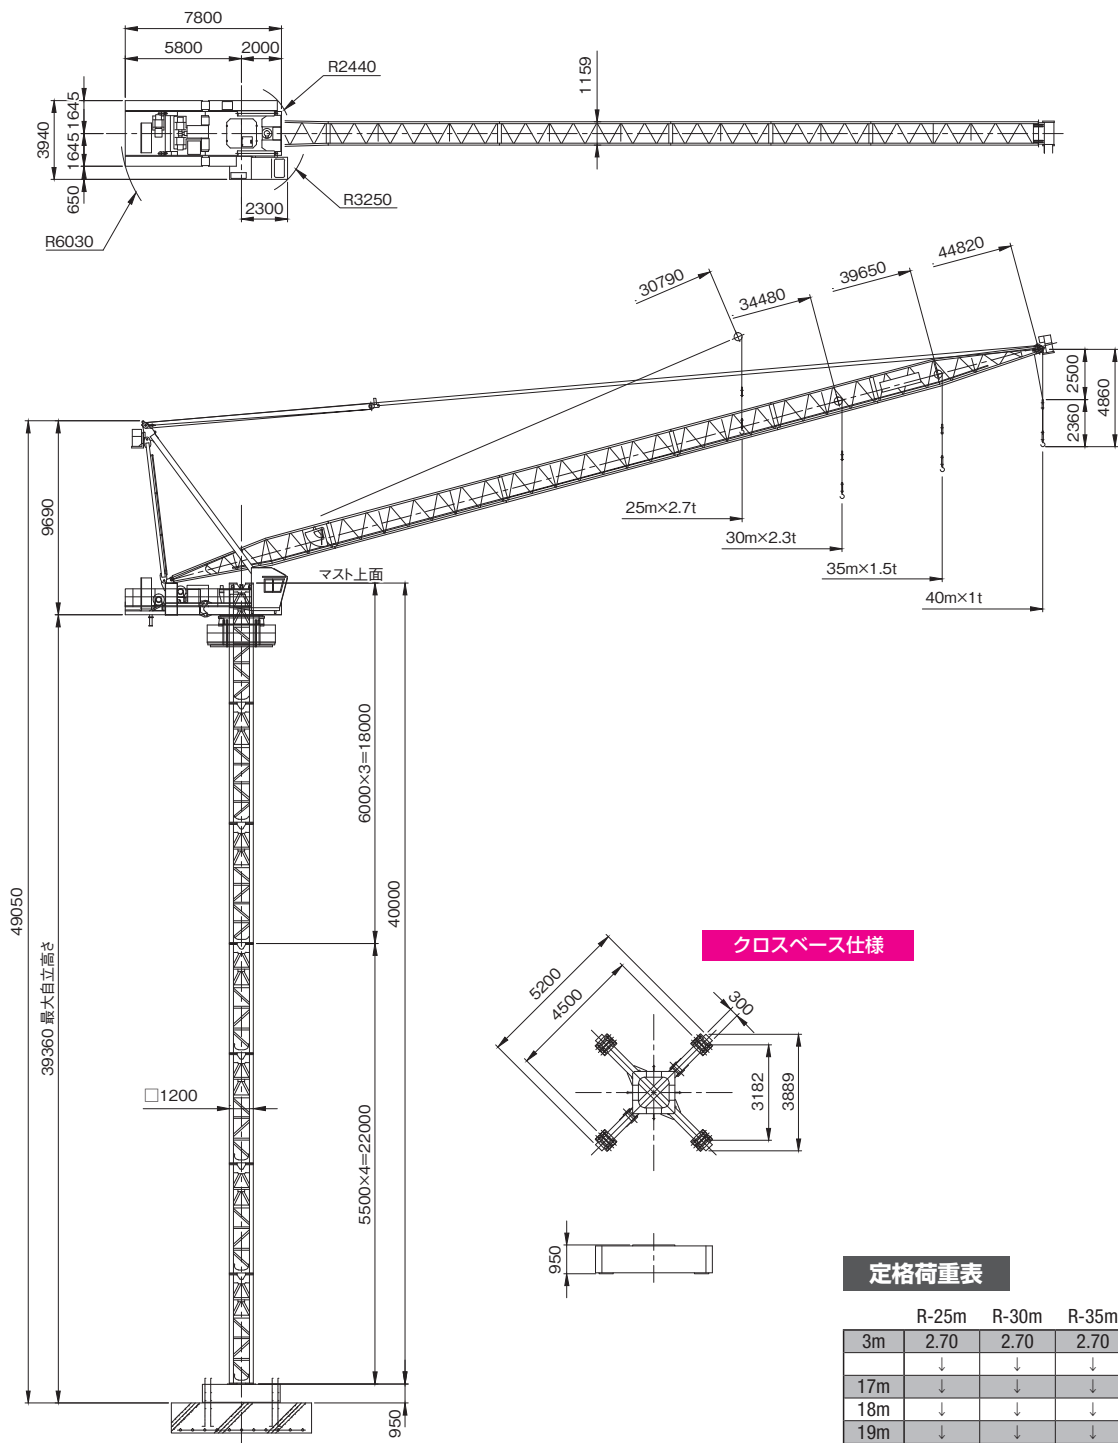 7800
5800
2000
R2440
1159
3940
1645
1645
650
R3250
2300
R6030
44820
39650
34480
30790
2500
4860
2360
25m×2.7t
30m×2.3t
35m×1.5t
40m×1t
9690
マスト上面
6000×3=18000
40000
49050
39360 最大自立高さ
□1200
5500×4=22000
950
クロスベース仕様
5200
4500
300
3182
3889
950
定格荷重表
R-25m R-30m R-35m
3m 2.70 2.70 2.70
↓ ↓ ↓
17m ↓ ↓ ↓
18m ↓ ↓ ↓
19m ↓ ↓ ↓